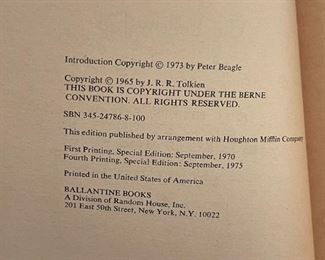 Introduction Copyright © 1973 by Peter Beagle
Copyright © 1965 by J. R. R. Tolkien
THIS BOOK IS COPYRIGHT UNDER THE BERNE
CONVENTION. ALL RIGHTS RESERVED.
SBN 345-24786-8-100
This edition published by arrangement with Houghton Mifflin Company
First Printing, Special Edition: September, 1970
Fourth Printing, Special Edition: September, 1975
Printed in the United States of America
BALLANTINE BOOKS
A Division of Random House, Inc.
201 East 50th Street, New York, N.Y. 10022